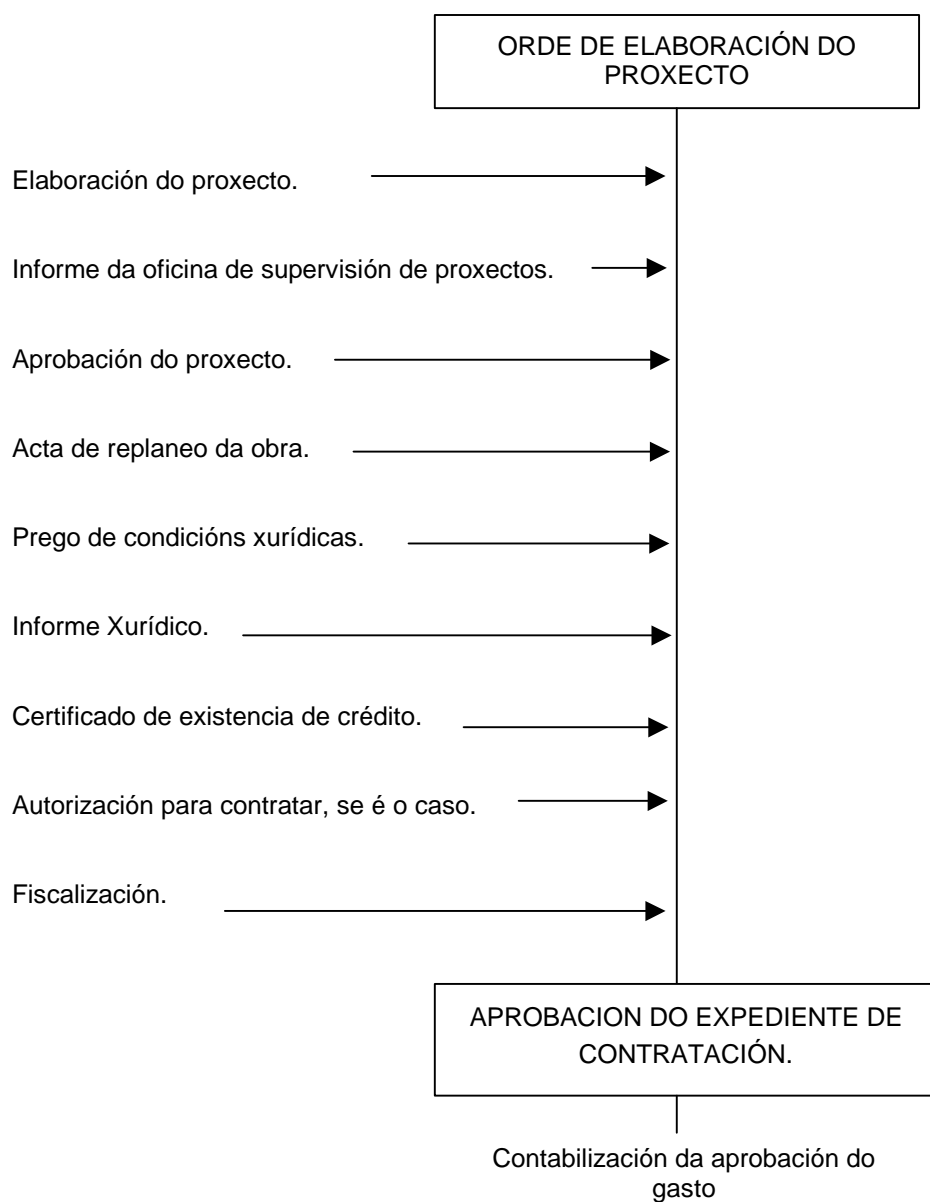 ORDE DE ELABORACIÓN DO
PROXECTO
Elaboración do proxecto.
Informe da oficina de supervisión de proxectos.
Aprobación do proxecto.
Acta de replaneo da obra.
Prego de condicións xurídicas.
Informe Xurídico.
Certificado de existencia de crédito.
Autorización para contratar, se é o caso.
Fiscalización.
APROBACION DO EXPEDIENTE DE
CONTRATACIÓN.
Contabilización da aprobación do
gasto